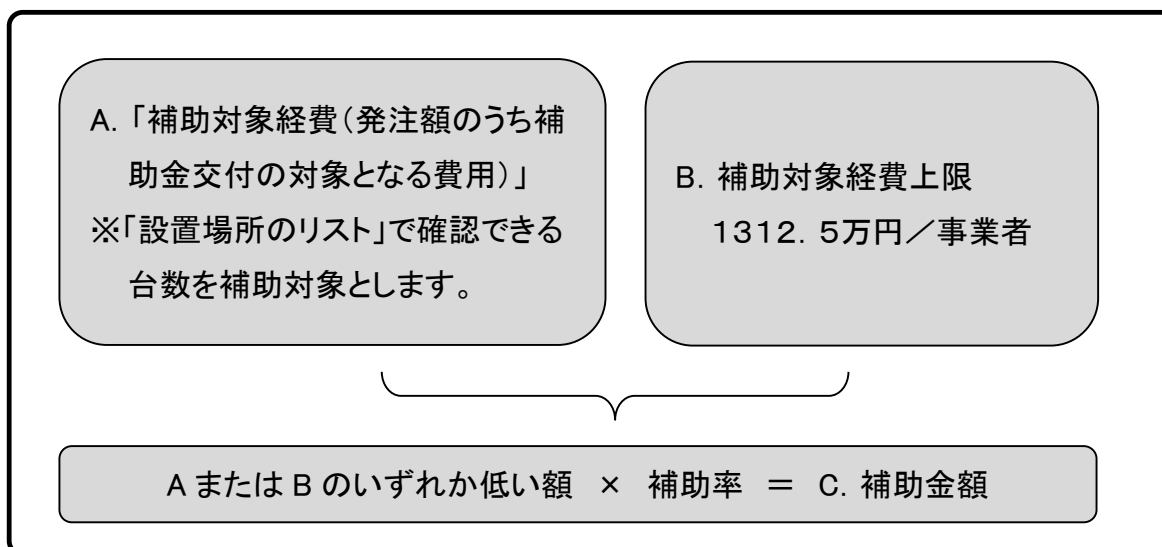 A. 「補助対象経費（発注額のうち補
助金交付の対象となる費用）」
※「設置場所のリスト」で確認できる
台数を補助対象とします。
B. 補助対象経費上限
１３１２．５万円／事業者
A または B のいずれか低い額 × 補助率 ＝ C. 補助金額